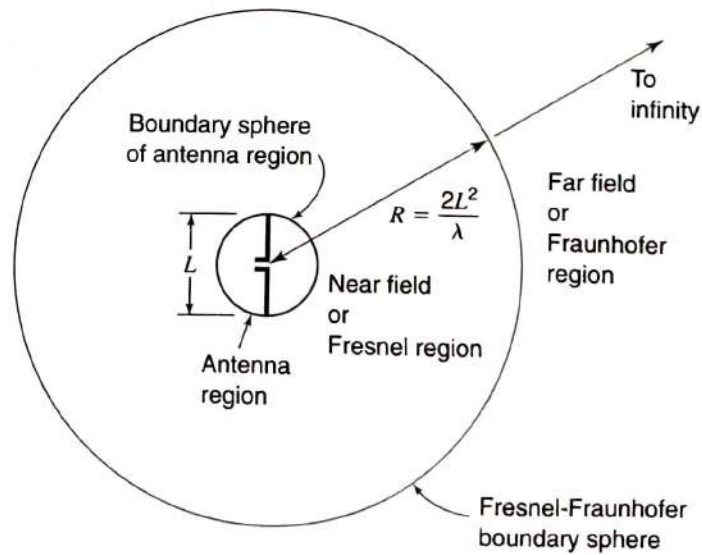 To
infinity
Boundary sphere
of antenna region
Far field
or
Fraunhofer
region
R = 2L²/λ
L
Near field
or
Fresnel region
Antenna
region
Fresnel-Fraunhofer
boundary sphere